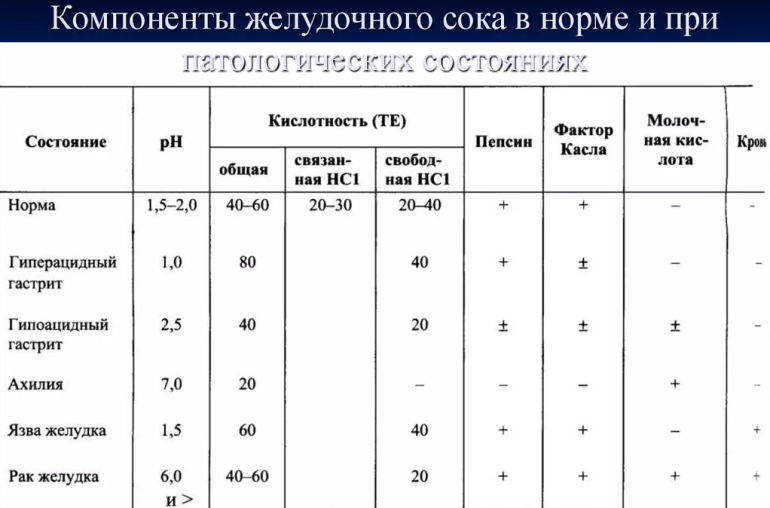 Компоненты желудочного сока в норме и при
патологических состояниях
Состояние pH Кислотность (ТЕ) Пепсин Фактор Касла Молоч-ная кис-лота Кровь
общая связан-ная НС1 свобод-ная НС1
Норма 1,5–2,0 40–60 20–30 20–40 + + – -
Гиперацидный гастрит 1,0 80 40 + ± – –
Гипоацидный гастрит 2,5 40 20 ± ± ± –
Ахилия 7,0 20 – – – + –
Язва желудка 1,5 60 40 + + – +
Рак желудка 6,0 и > 40–60 20 + + + +